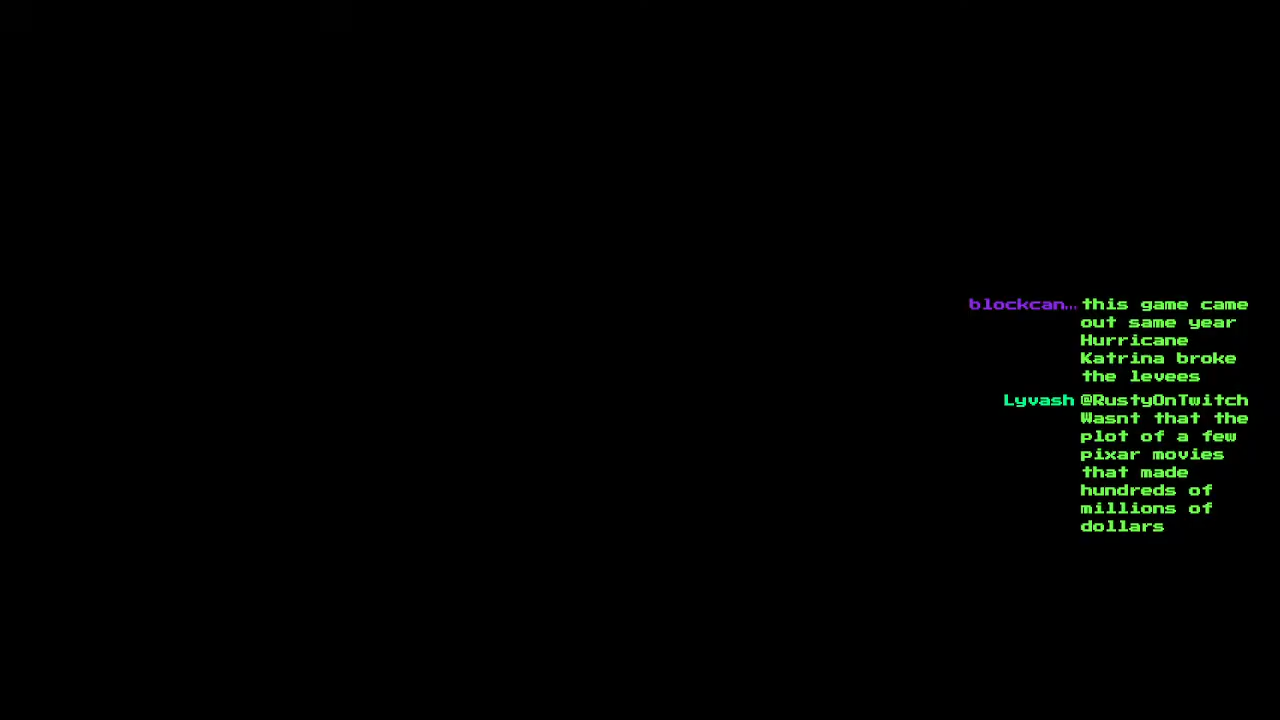 blockcan… this game came
out same year
Hurricane
Katrina broke
the levees
Lyvash @RustyOnTwitch
Wasnt that the
plot of a few
pixar movies
that made
hundreds of
millions of
dollars